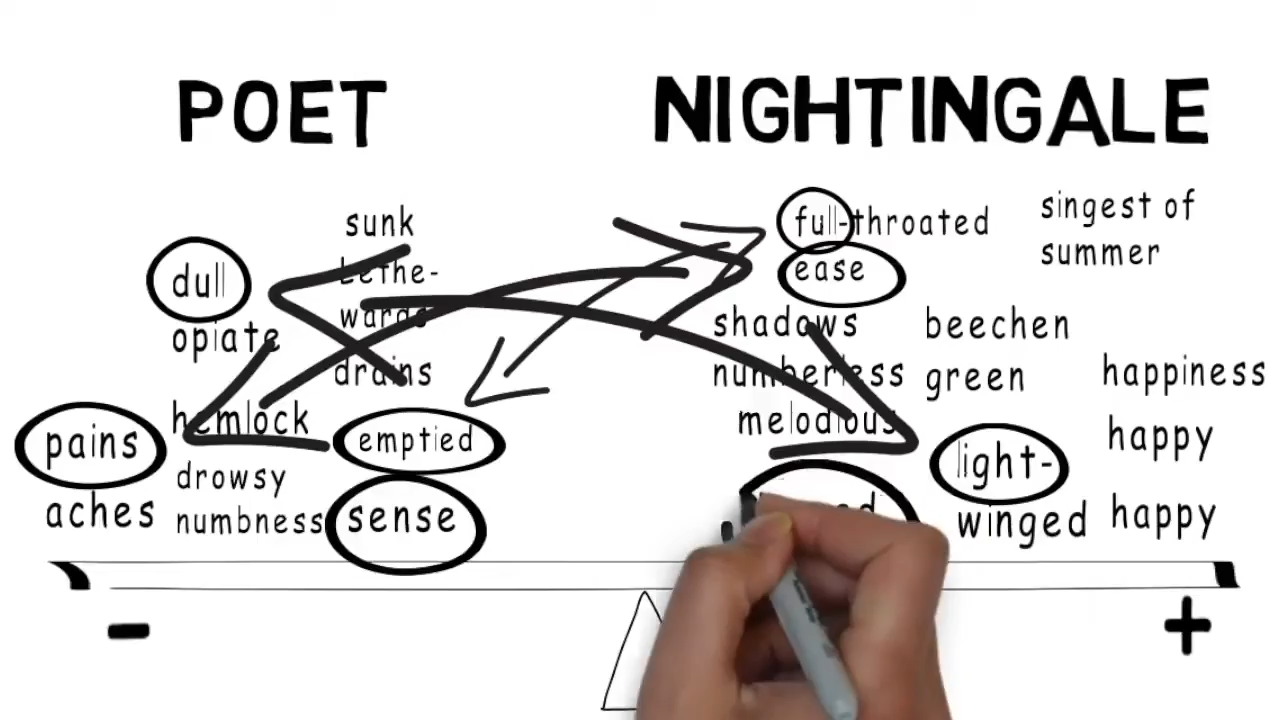 POET
NIGHTINGALE
sunk
Lethe-
wards
drains
emptied
sense
dull
opiate
hemlock
drowsy
numbness
pains
aches
full-throated
ease
shadows
numberless
melodious
singest of
summer
beechen
green
light-
winged
happiness
happy
happy
-
+